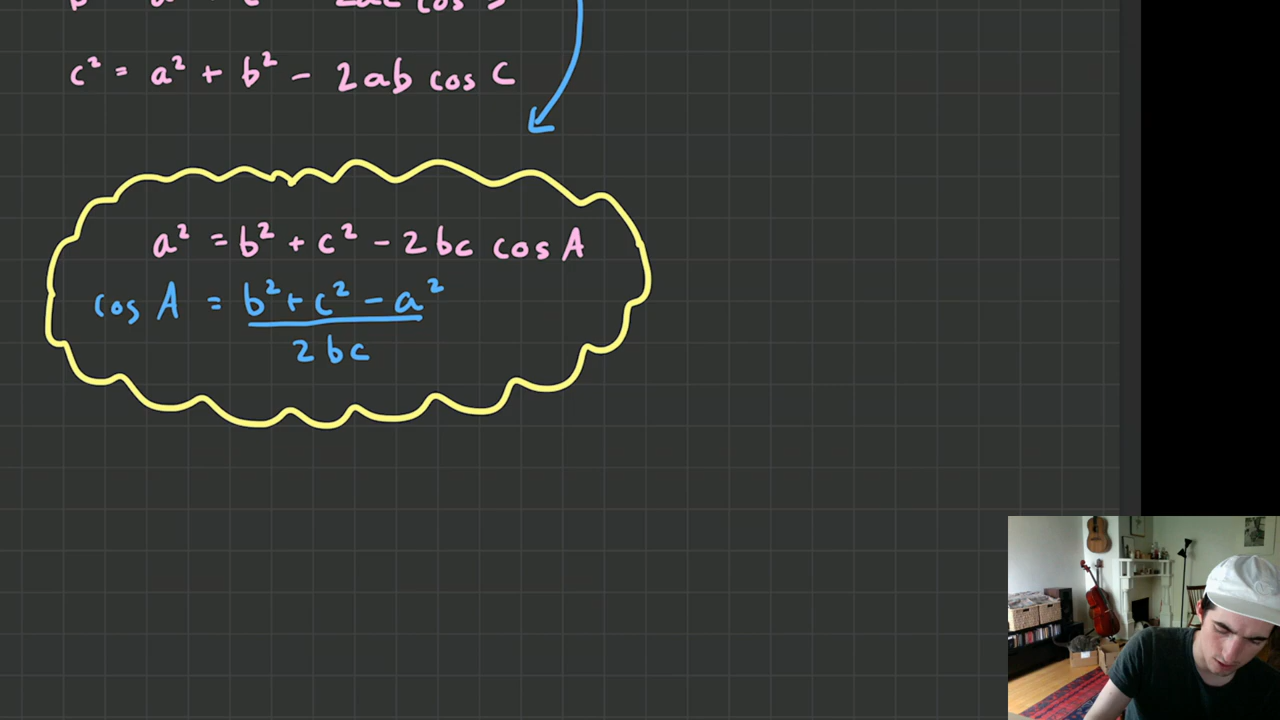 c² = a² + b² - 2ab cos C
a² = b² + c² - 2bc cos A
cos A = b² + c² - a²
2bc